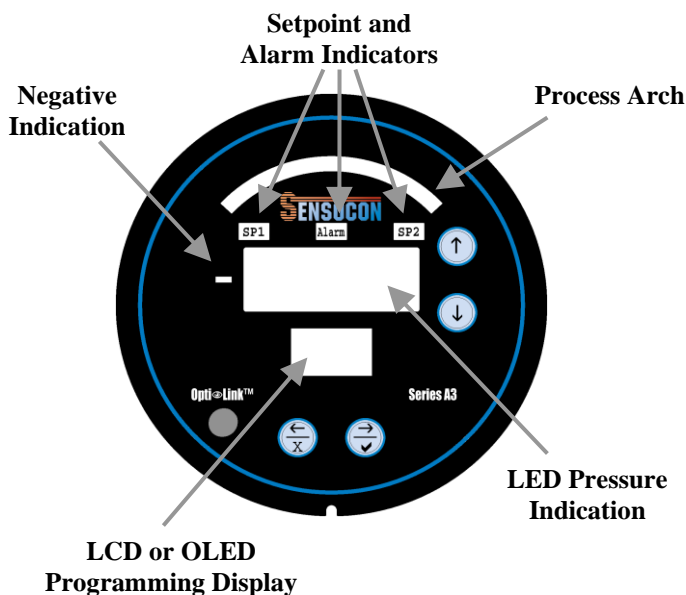 Setpoint and
Alarm Indicators
Negative
Indication
Process Arch
SENSOCON
SP1
Alarm
SP2
↑
↓
Opti Link™
Series A3
←
X
→
✓
LED Pressure
Indication
LCD or OLED
Programming Display